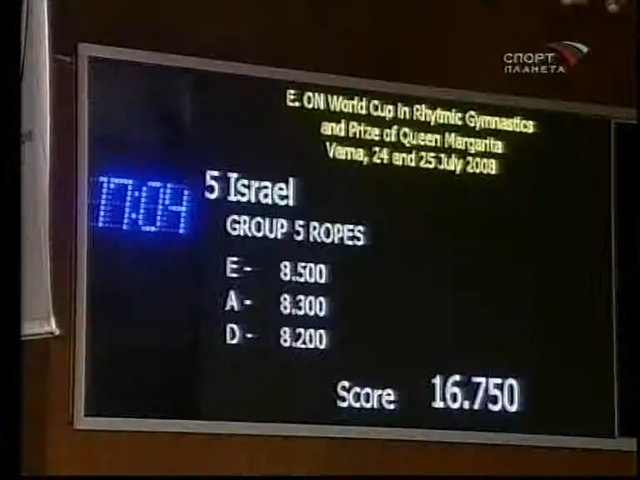 СПОРТ
ПЛАНЕТА
E. ON World Cup in Rhytmic Gymnastics
and Prize of Queen Margarita
Varna, 24 and 25 July 2008
17:09
5 Israel
GROUP 5 ROPES
E - 8.500
A - 8.300
D - 8.200
Score 16.750